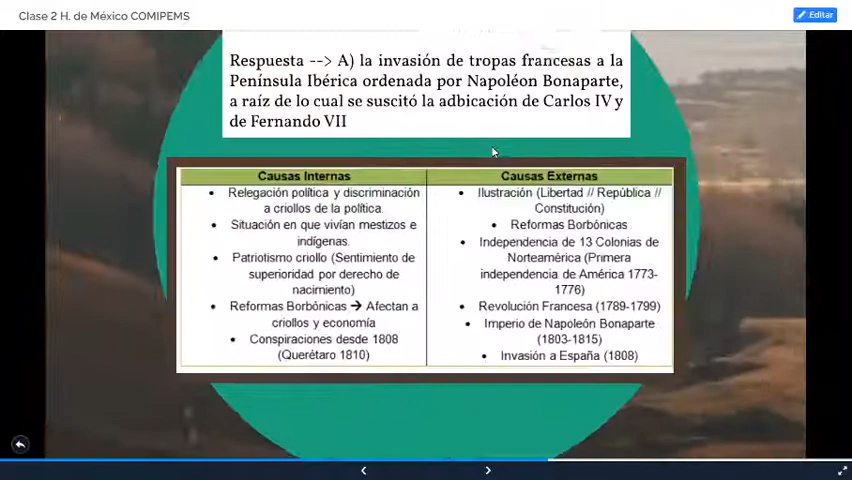 Clase 2 H. de México COMIPEMS
Editar
Respuesta --> A) la invasión de tropas francesas a la
Península Ibérica ordenada por Napoléon Bonaparte,
a raíz de lo cual se suscitó la adbicación de Carlos IV y
de Fernando VII
Causas Internas
Relegación política y discriminación
a criollos de la política.
Situación en que vivían mestizos e
indígenas.
Patriotismo criollo (Sentimiento de
superioridad por derecho de
nacimiento)
Reformas Borbónicas → Afectan a
criollos y economía
Conspiraciones desde 1808
(Querétaro 1810)
Causas Externas
Ilustración (Libertad // República //
Constitución)
Reformas Borbónicas
Independencia de 13 Colonias de
Norteamérica (Primera
independencia de América 1773-
1776)
Revolución Francesa (1789-1799)
Imperio de Napoleón Bonaparte
(1803-1815)
Invasión a España (1808)